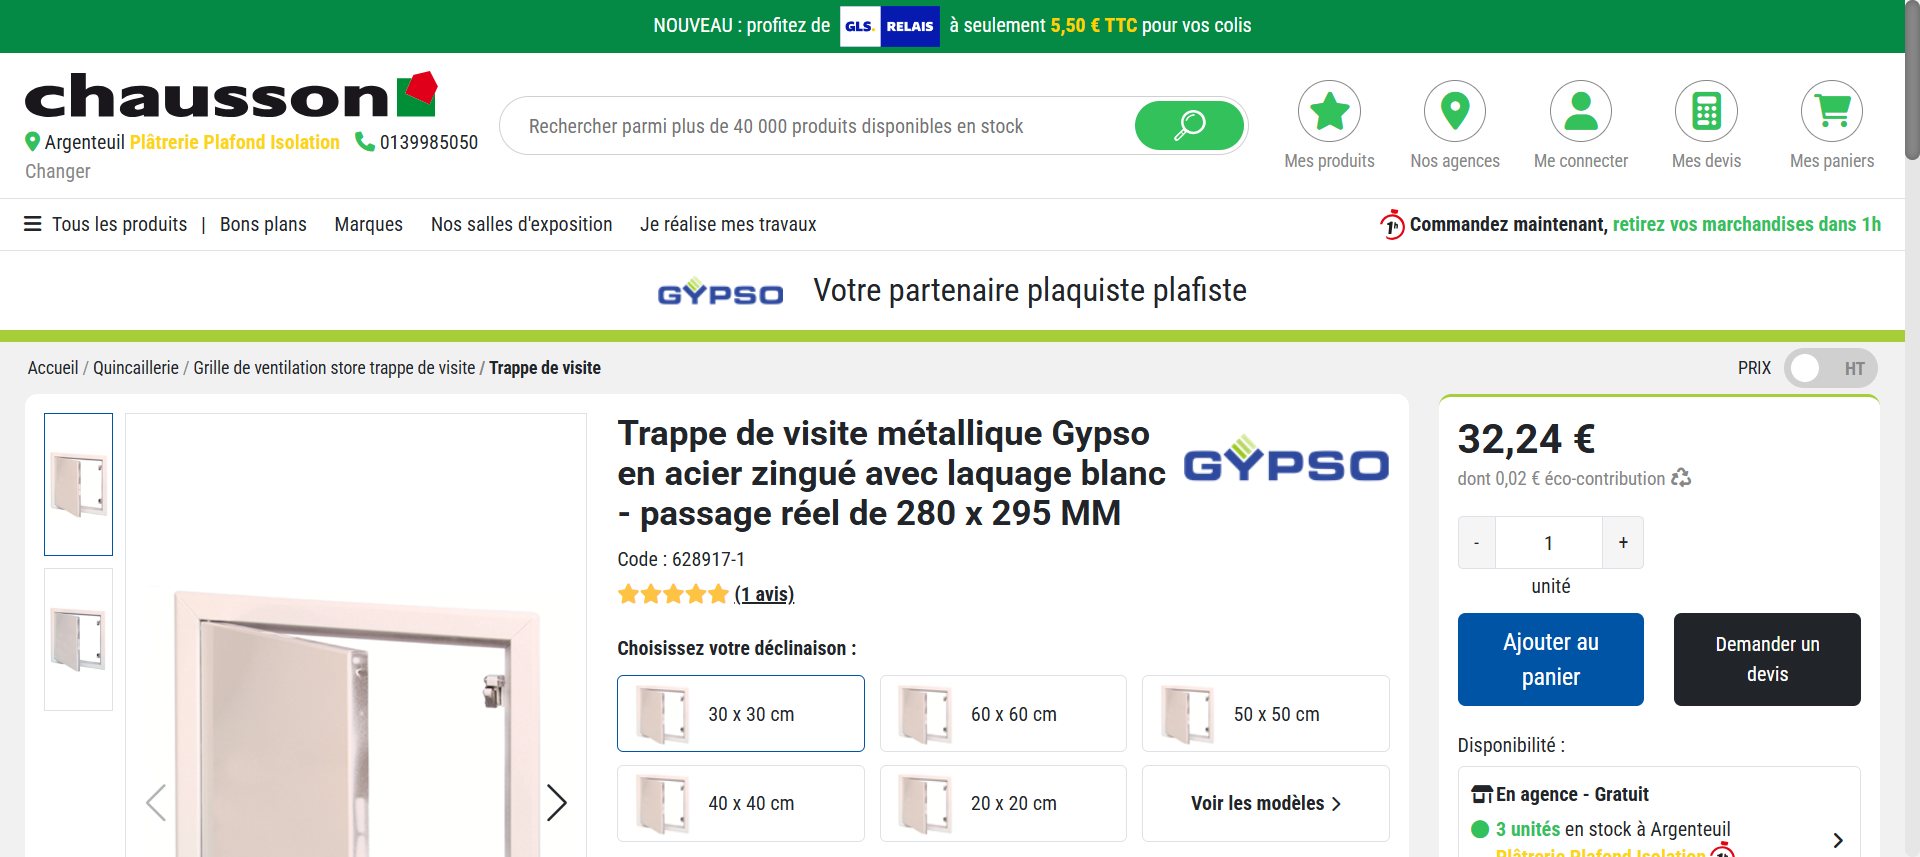 NOUVEAU : profitez de GLS. RELAIS à seulement 5,50 € TTC pour vos colis
chausson
Argenteuil Plâtrerie Plafond Isolation 0139985050
Changer
Rechercher parmi plus de 40 000 produits disponibles en stock
Mes produits
Nos agences
Me connecter
Mes devis
Mes paniers
Tous les produits | Bons plans Marques Nos salles d'exposition Je réalise mes travaux
1h Commandez maintenant, retirez vos marchandises dans 1h
GYPSO Votre partenaire plaquiste plafiste
Accueil / Quincaillerie / Grille de ventilation store trappe de visite / Trappe de visite
PRIX HT
Trappe de visite métallique Gypso
en acier zingué avec laquage blanc
- passage réel de 280 x 295 MM
GYPSO
Code : 628917-1
(1 avis)
Choisissez votre déclinaison :
30 x 30 cm
60 x 60 cm
50 x 50 cm
40 x 40 cm
20 x 20 cm
Voir les modèles
32,24 €
dont 0,02 € éco-contribution
- 1 +
unité
Ajouter au
panier
Demander un
devis
Disponibilité :
En agence - Gratuit
3 unités en stock à Argenteuil
Plâtrerie Plafond Isolation